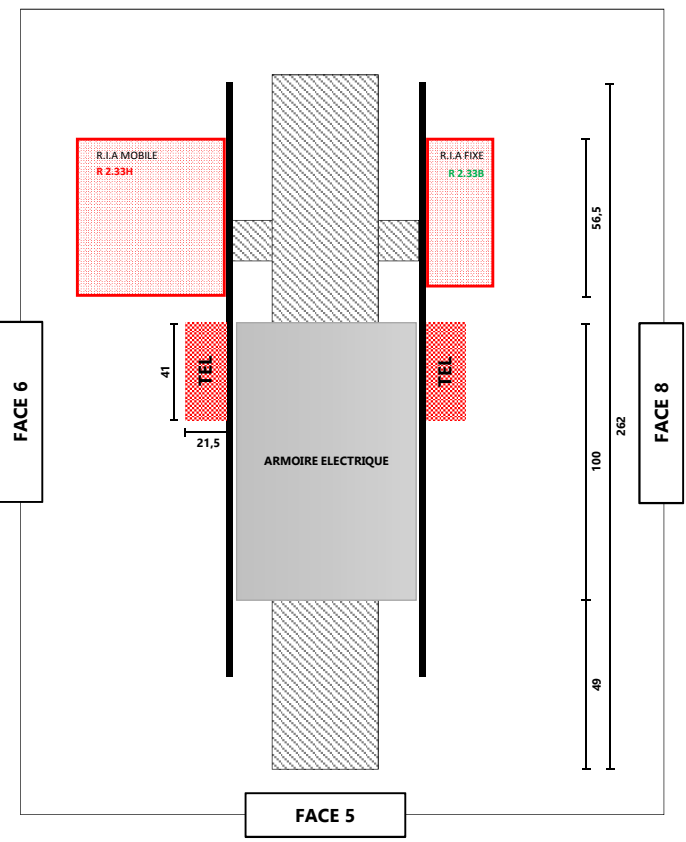 R.I.A MOBILE
R 2.33H
R.I.A FIXE
R 2.33B
56,5
FACE 6
41
TEL
TEL
21,5
ARMOIRE ELECTRIQUE
100
262
FACE 8
49
FACE 5